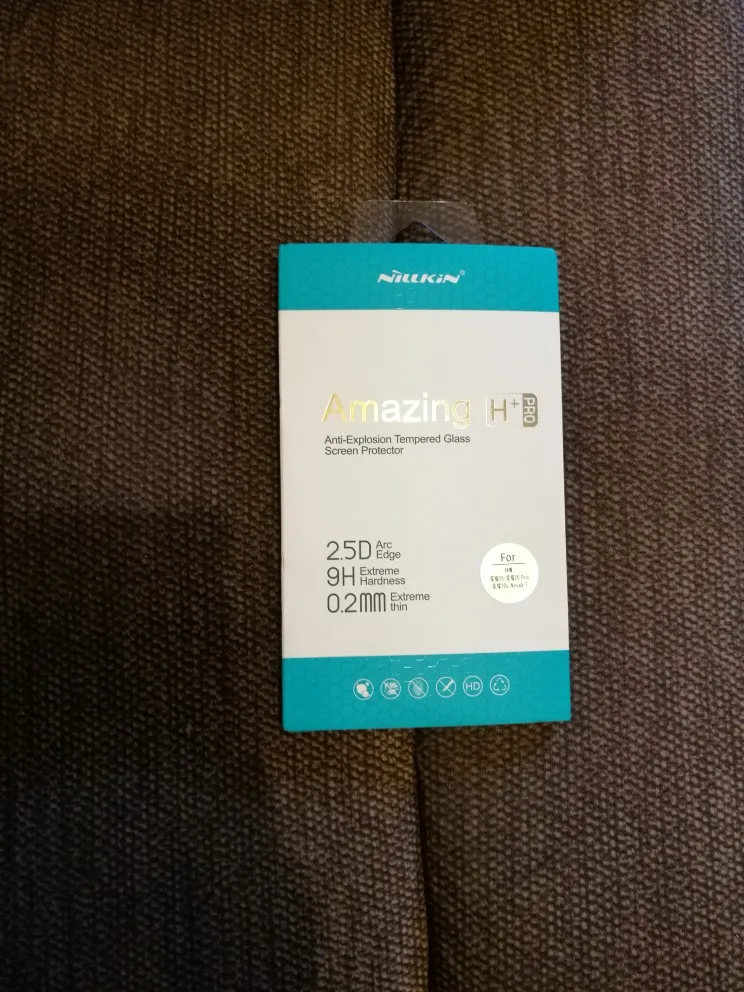 NILLKIN®
Amazing H+ PRO
Anti-Explosion Tempered Glass
Screen Protector
2.5D Arc Edge
9H Extreme Hardness
0.2mm Extreme thin
For
HD